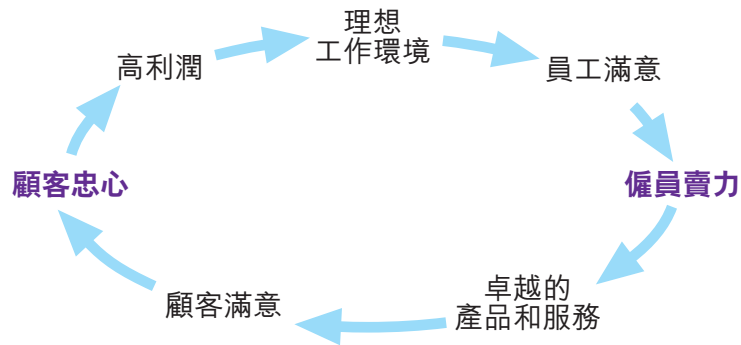 理想
工作環境
高利潤
員工滿意
顧客忠心
僱員賣力
卓越的
產品和服務
顧客滿意